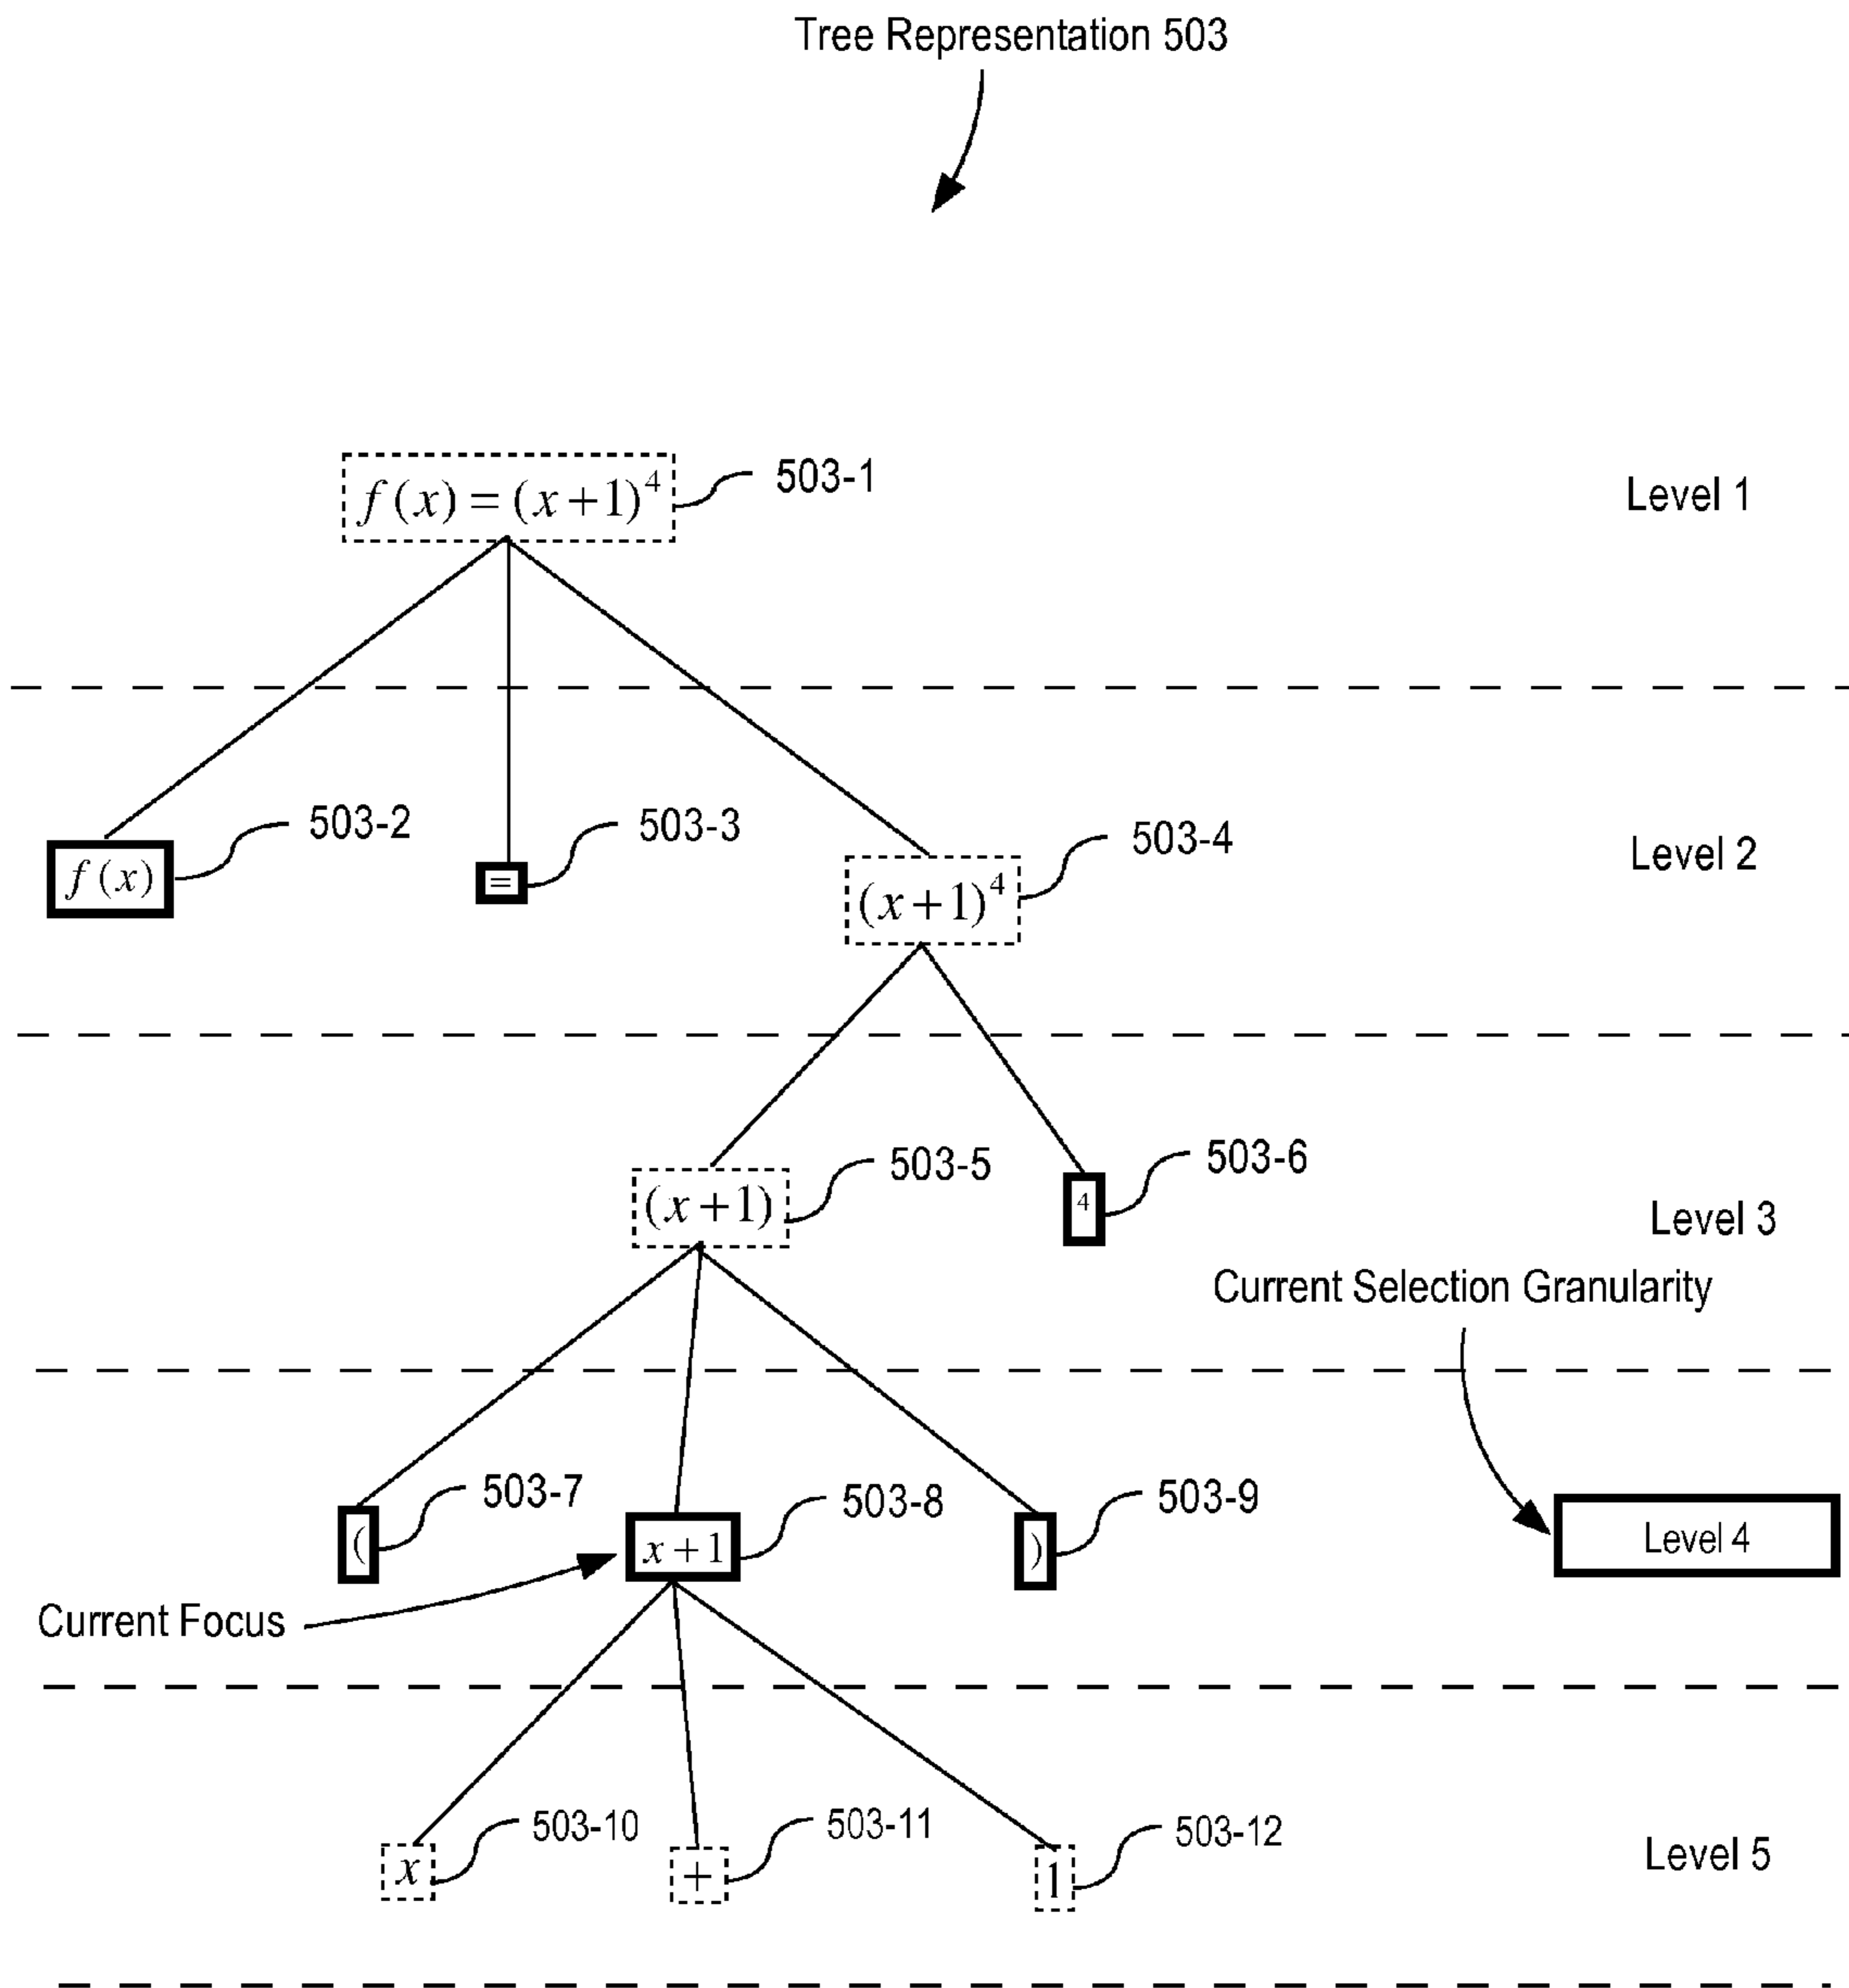 Tree Representation 503
f(x) = (x+1)⁴
503-1
Level 1
f(x)
503-2
=
503-3
(x+1)⁴
503-4
Level 2
(x+1)
503-5
4
503-6
Level 3
Current Selection Granularity
(
503-7
x+1
503-8
)
503-9
Level 4
Current Focus
x
503-10
+
503-11
1
503-12
Level 5